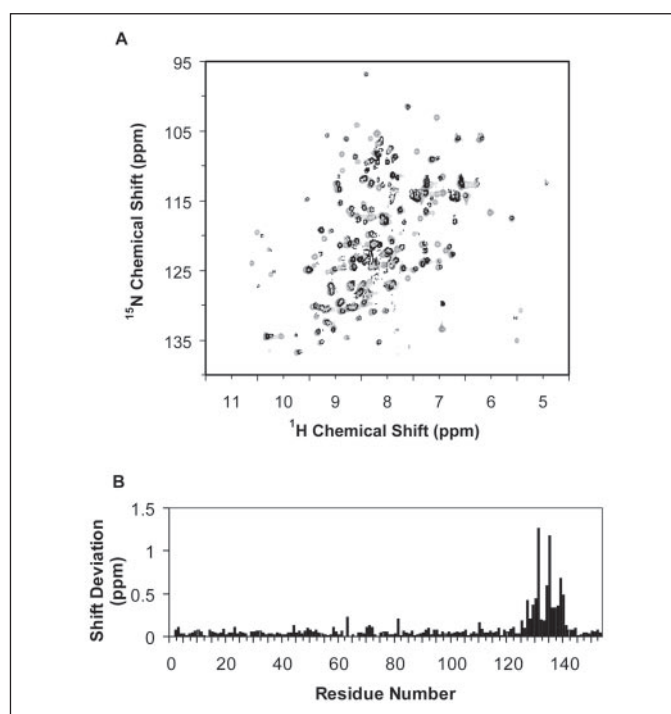 A
95
105
115
125
135
¹⁵N Chemical Shift (ppm)
11 10 9 8 7 6 5
¹H Chemical Shift (ppm)
B
1.5
1
0.5
0
Shift Deviation
(ppm)
0 20 40 60 80 100 120 140
Residue Number